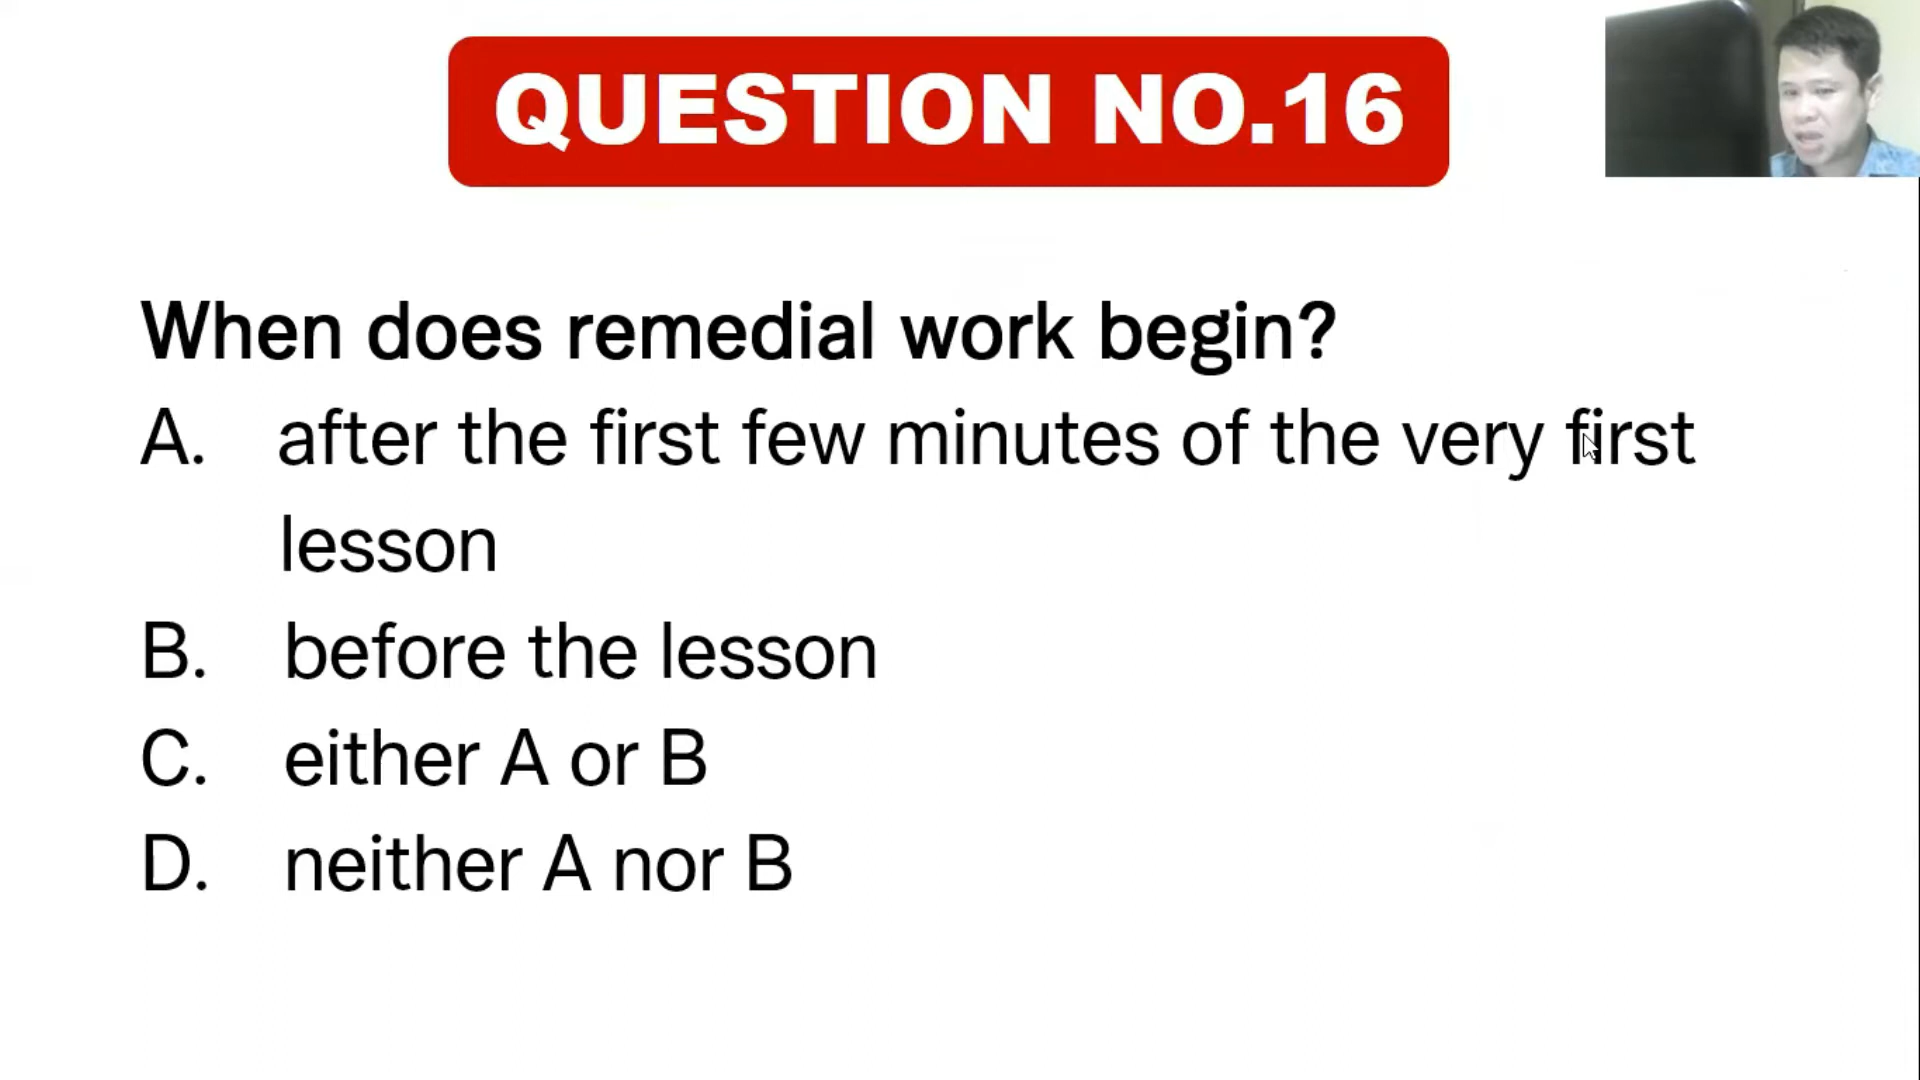 QUESTION NO.16
When does remedial work begin?
A. after the first few minutes of the very first
lesson
B. before the lesson
C. either A or B
D. neither A nor B